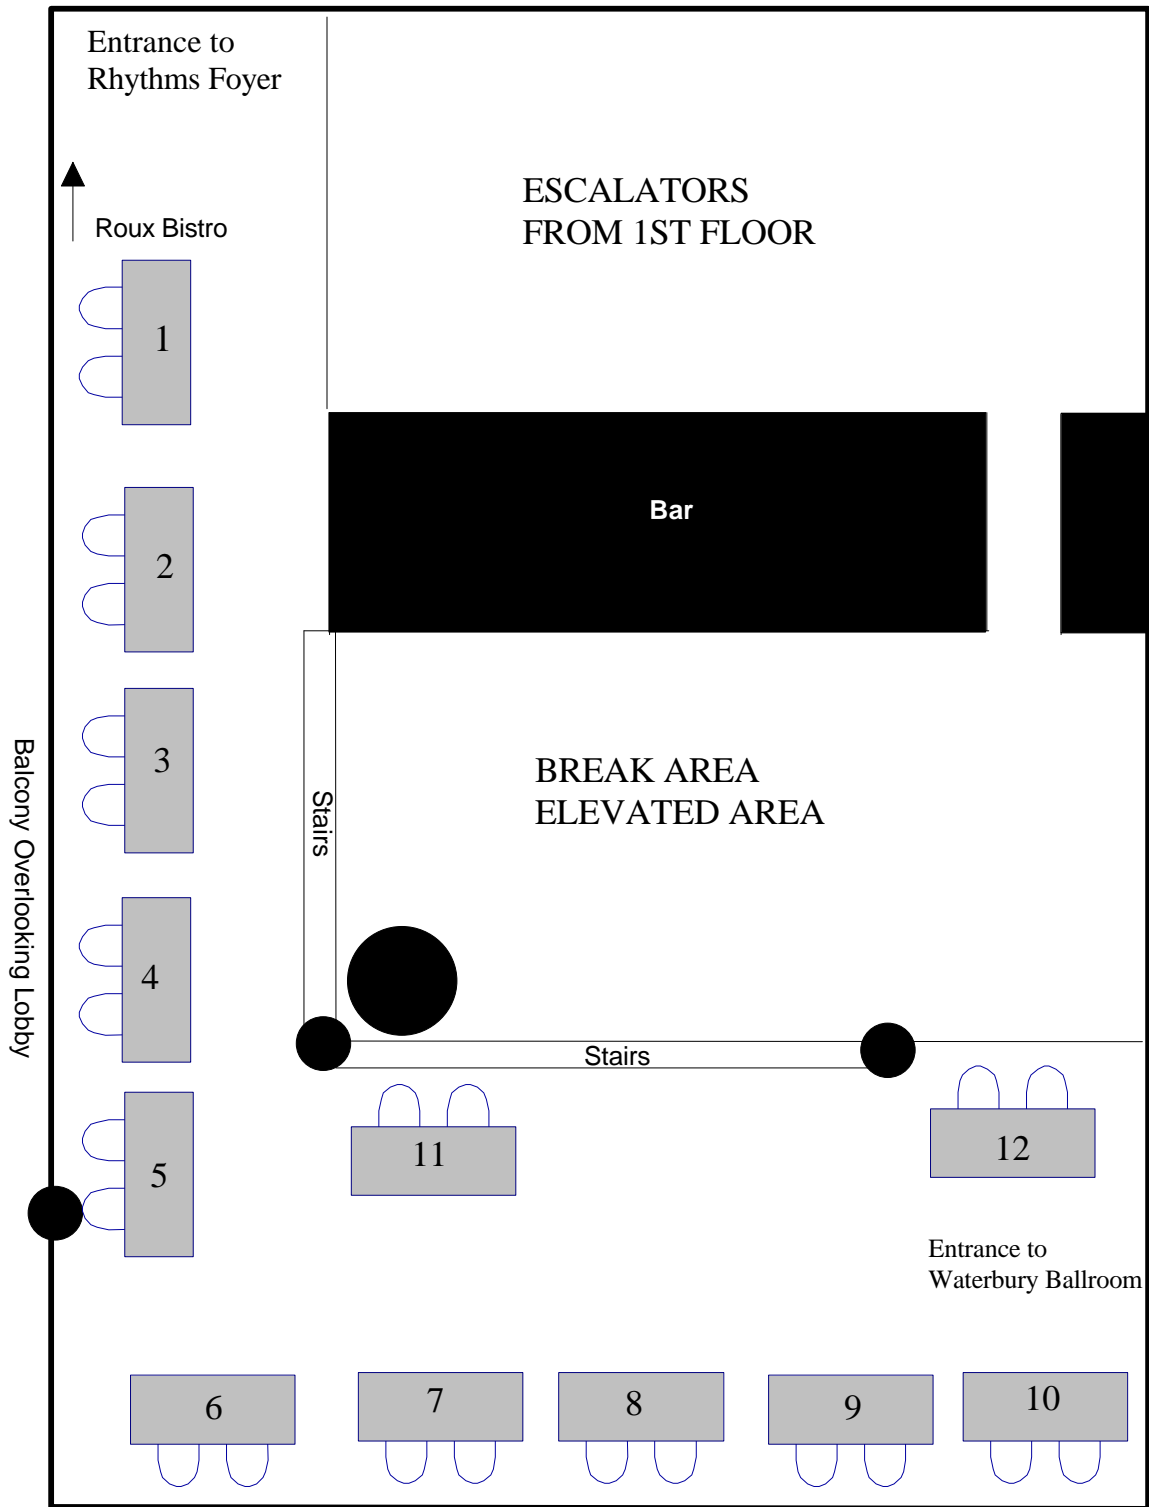 Entrance to
Rhythms Foyer
ESCALATORS
FROM 1ST FLOOR
Roux Bistro
1
Bar
2
3
BREAK AREA
ELEVATED AREA
Stairs
Balcony Overlooking Lobby
4
Stairs
11
12
5
Entrance to
Waterbury Ballroom
6
7
8
9
10